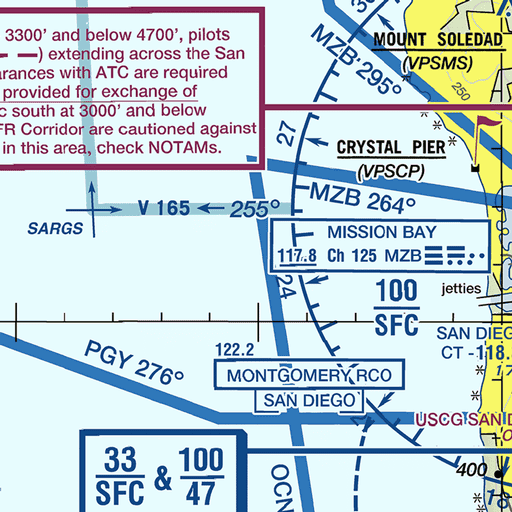 3300' and below 4700', pilots
) extending across the San
arances with ATC are required
provided for exchange of
c south at 3000' and below
FR Corridor are cautioned against
in this area, check NOTAMs.
MZB 295°
MOUNT SOLEDAD
(VPSMS)
250
27
CRYSTAL PIER
(VPSCP)
MZB 264°
SARGS
V 165
255°
MISSION BAY
117.8 Ch 125 MZB
24
100
SFC
jetties
SAN DIEG
CT -118.
122.2
MONTGOMERY RCO
SAN DIEGO
PGY 276°
USCG SAN D
33
SFC
&
100
47
OCN
400